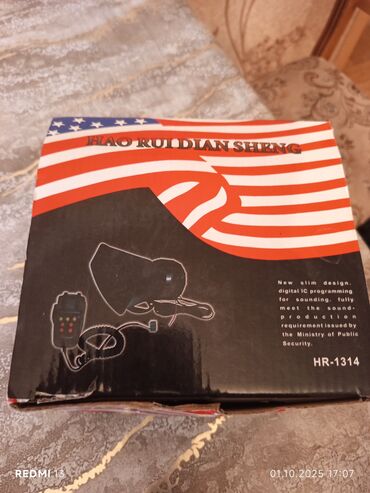 HAO RUI DIAN SHENG
New slim design.
digital IC programming
for sounding. fully
meet the sound-
production
requirement issued by
the Ministry of Public
Security.
HR-1314
REDMI 13
01.10.2025 17:07